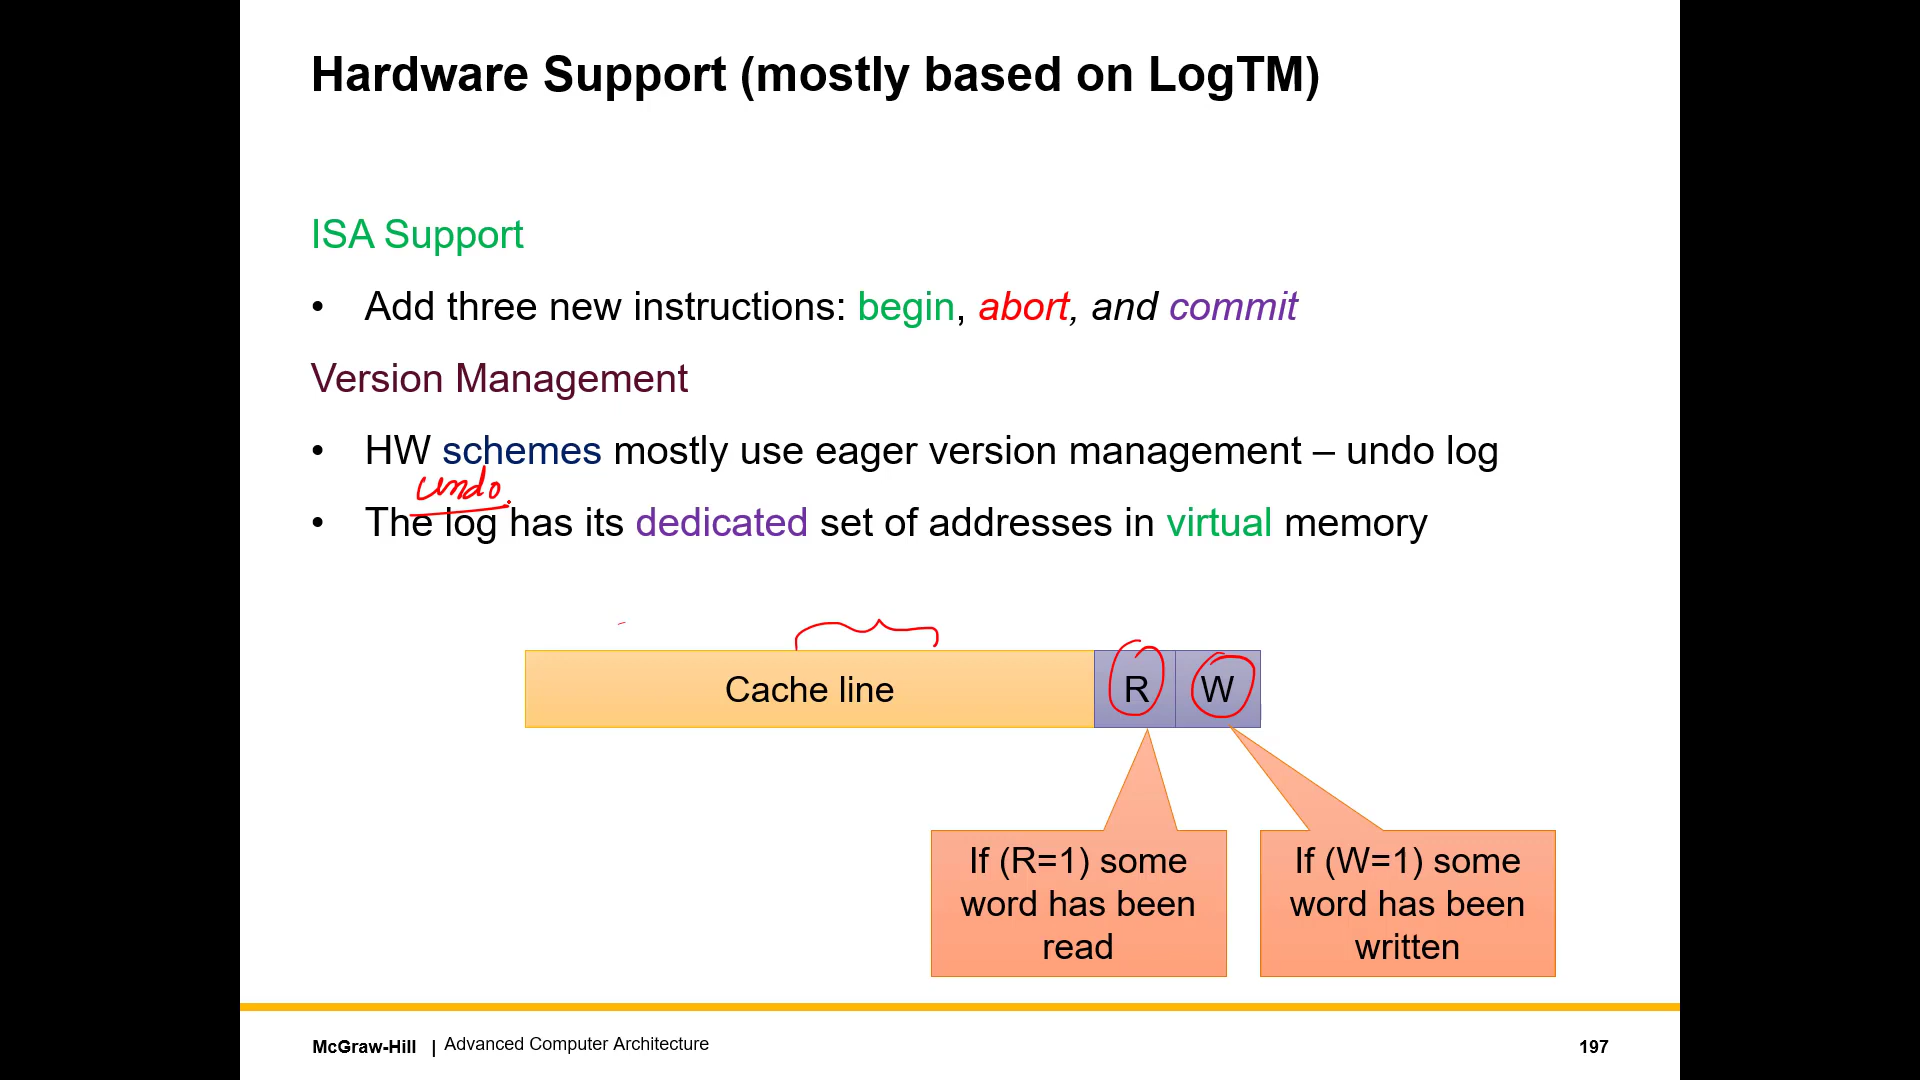 Hardware Support (mostly based on LogTM)
ISA Support
• Add three new instructions: begin, abort, and commit
Version Management
• HW schemes mostly use eager version management – undo log
undo
• The log has its dedicated set of addresses in virtual memory
Cache line R W
If (R=1) some
word has been
read
If (W=1) some
word has been
written
McGraw-Hill | Advanced Computer Architecture 197